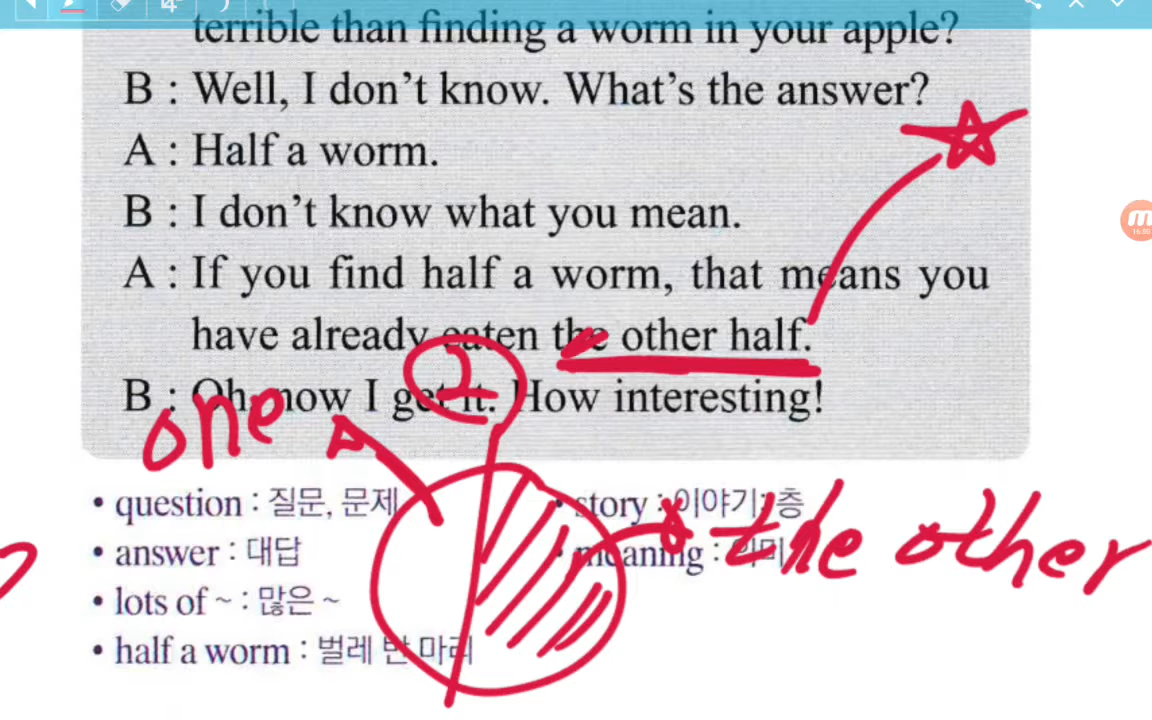 terrible than finding a worm in your apple?
B : Well, I don't know. What's the answer?
A : Half a worm.
B : I don't know what you mean.
A : If you find half a worm, that means you
have already eaten the other half.
B : Oh, now I get it. How interesting!
2
one
• question : 질문, 문제
• answer : 대답
• lots of ~ : 많은 ~
• half a worm : 벌레 반 마리
• story : 이야기; 층
• meaning : 의미
the other